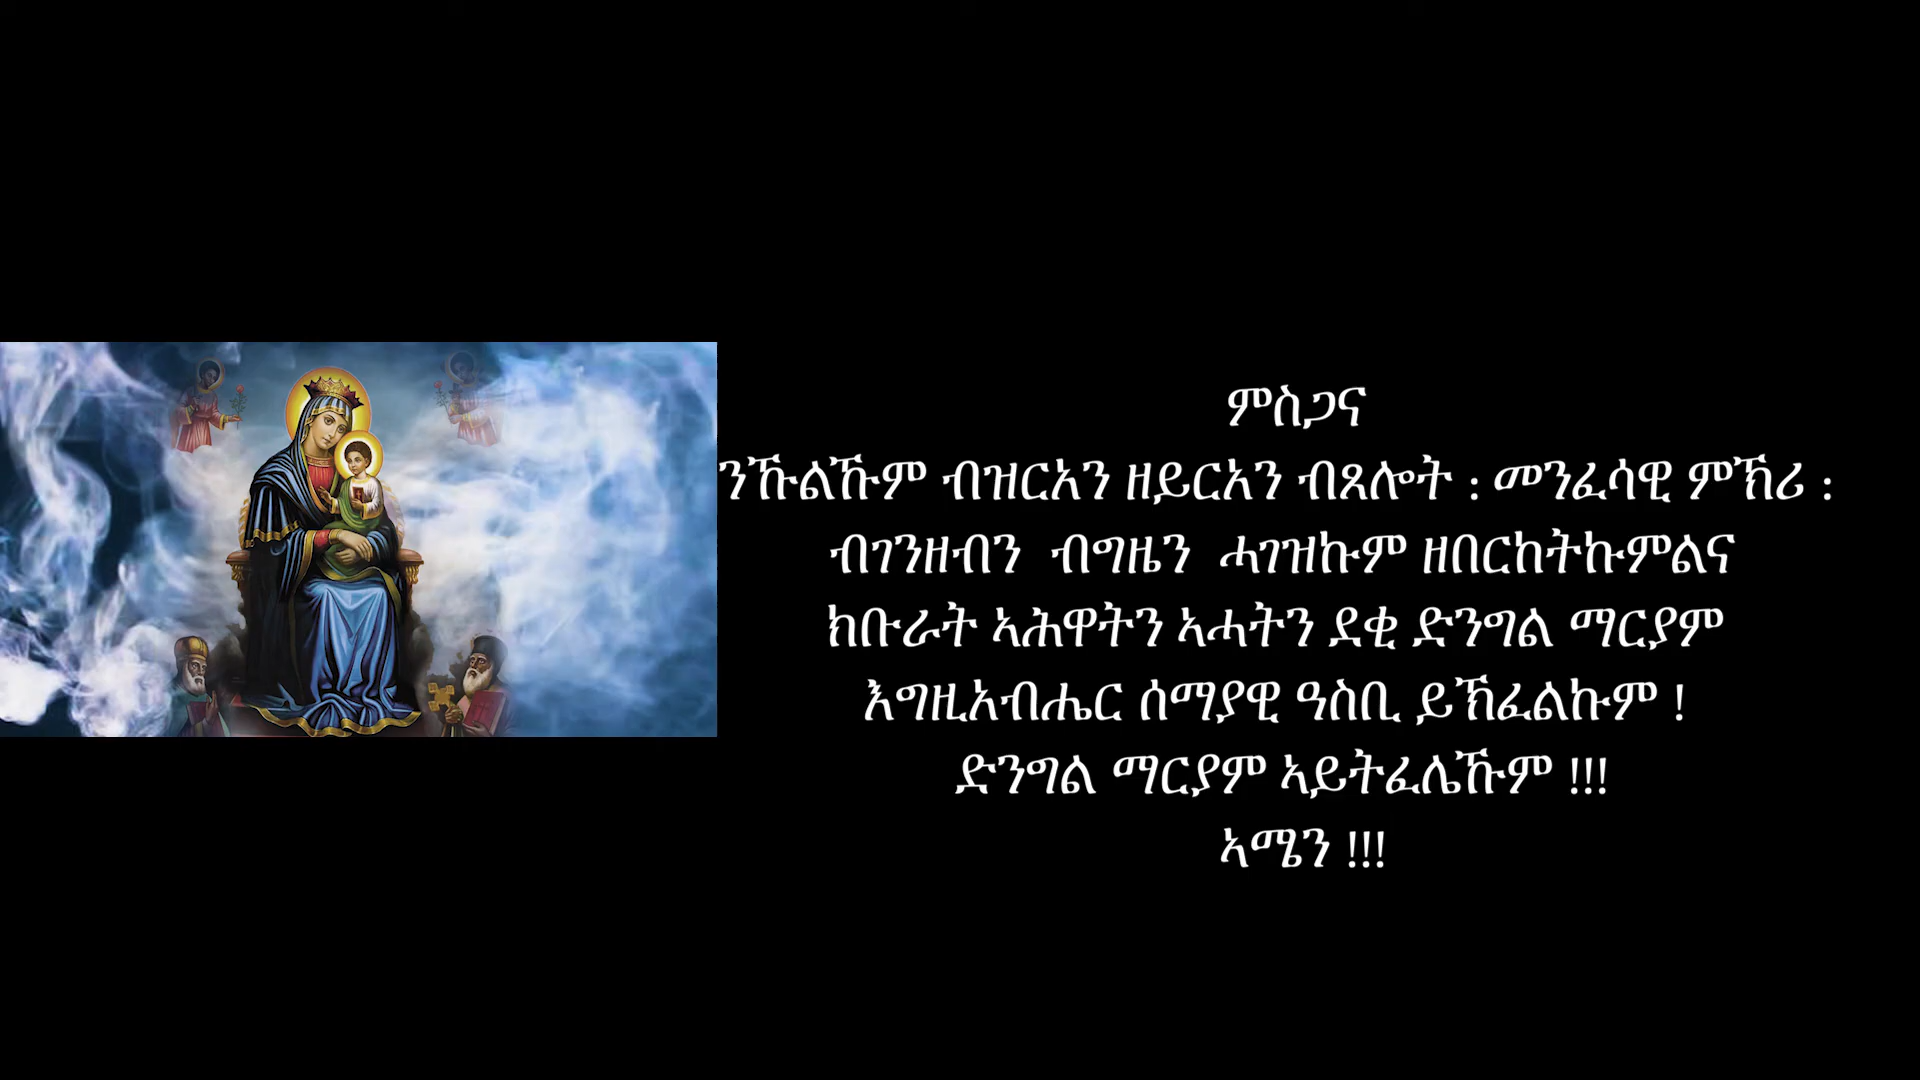 ምስጋና
ንኹልኹም ብዝርአን ዘይርአን ብጸሎት : መንፈሳዊ ምኽሪ :
ብገንዘብን ብግዜን ሓገዝኩም ዘበርከትኩምልና
ክቡራት ኣሕዋትን ኣሓትን ደቂ ድንግል ማርያም
እግዚአብሔር ሰማያዊ ዓስቢ ይኽፈልኩም !
ድንግል ማርያም ኣይትፈሌኹም !!!
ኣሜን !!!